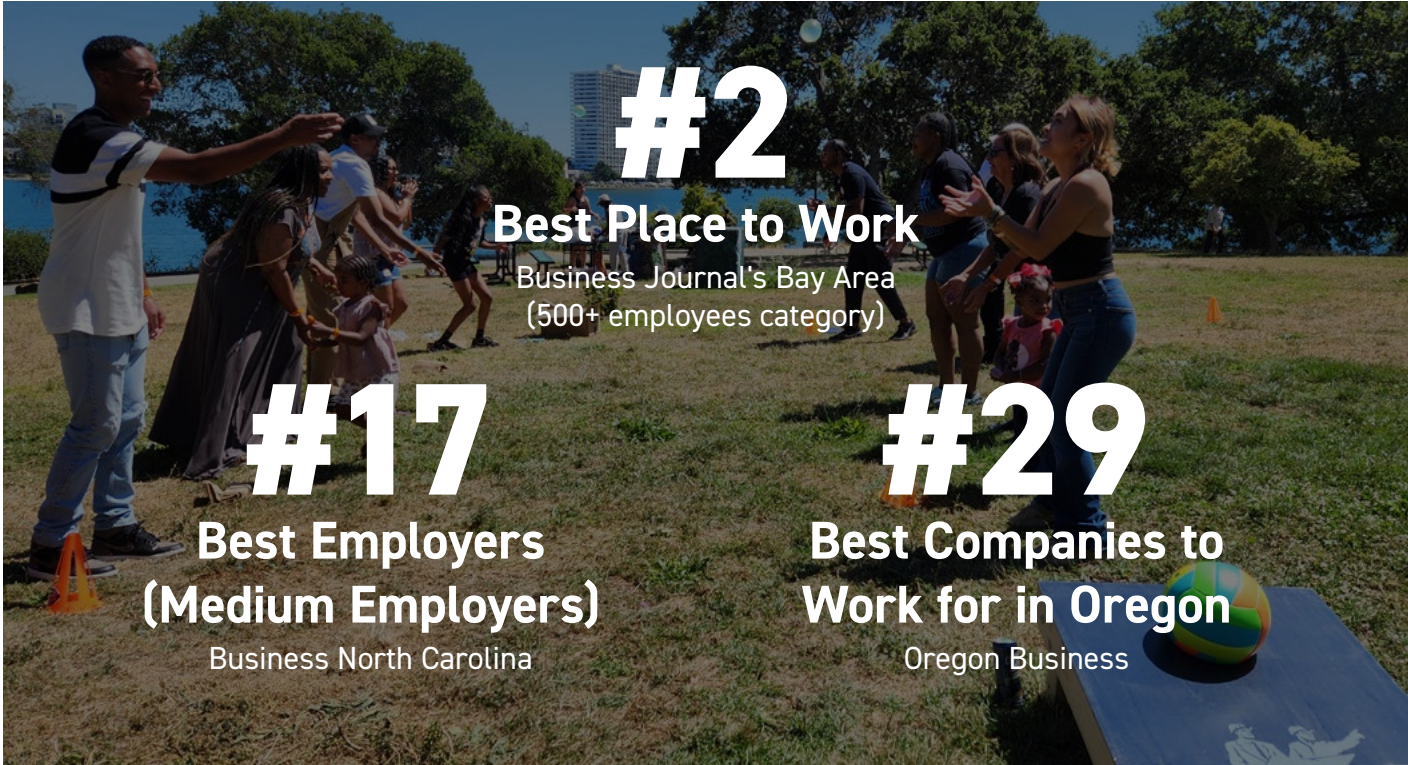 #2
Best Place to Work
Business Journal's Bay Area
(500+ employees category)
#17
Best Employers
(Medium Employers)
Business North Carolina
#29
Best Companies to
Work for in Oregon
Oregon Business